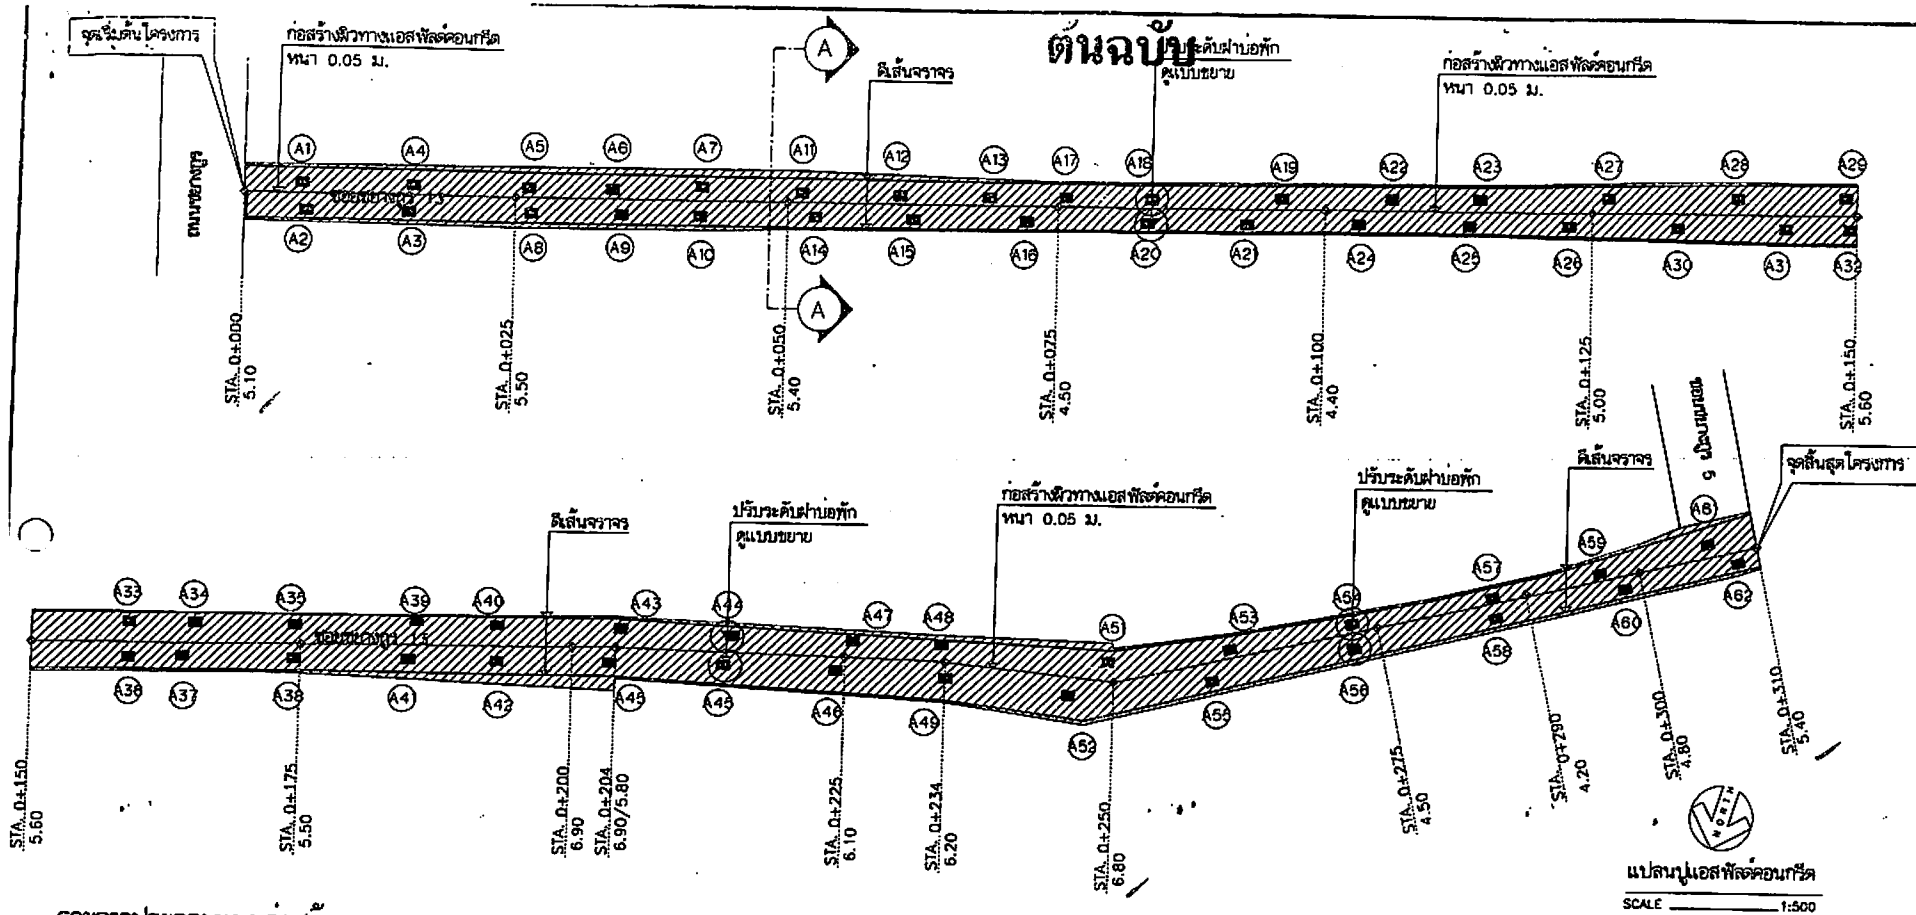 ต้นฉบับ
จุดเริ่มต้นโครงการ
ก่อสร้างผิวทางแอสฟัลต์คอนกรีต
หนา 0.05 ม.
A
ตีเส้นจราจร
ปรับระดับฝาบ่อพัก
ดูแบบขยาย
ก่อสร้างผิวทางแอสฟัลต์คอนกรีต
หนา 0.05 ม.
A1 A4 A5 A6 A7 A11 A12 A13 A17 A18 A19 A22 A23 A27 A28 A29
A2 A3 A8 A9 A10 A14 A15 A16 A20 A21 A24 A25 A26 A30 A31 A32
A
STA. 0+000
5.10
STA. 0+025
5.50
STA. 0+050
5.40
STA. 0+075
4.50
STA. 0+100
4.40
STA. 0+125
5.00
STA. 0+150
5.60
ตีเส้นจราจร
ปรับระดับฝาบ่อพัก
ดูแบบขยาย
ก่อสร้างผิวทางแอสฟัลต์คอนกรีต
หนา 0.05 ม.
ปรับระดับฝาบ่อพัก
ดูแบบขยาย
ตีเส้นจราจร
จุดสิ้นสุดโครงการ
A33 A34 A35 A39 A40 A43 A44 A47 A48 A51 A53 A57 A59 A61
A36 A37 A38 A41 A42 A45 A45 A46 A49 A52 A55 A56 A58 A60 A62
STA. 0+150
5.60
STA. 0+175
5.50
STA. 0+200
6.90
STA. 0+204
6.90/5.80
STA. 0+225
6.10
STA. 0+234
6.20
STA. 0+250
6.80
STA. 0+275
4.50
STA. 0+290
4.20
STA. 0+300
4.80
STA. 0+310
5.40
NORTH
แปลนปูแอสฟัลต์คอนกรีต
SCALE 1:500